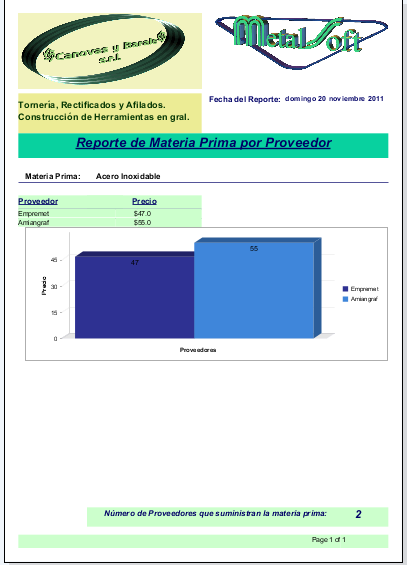 Canovas y Barale
s.r.l.
MetalSoft
Tornería, Rectificados y Afilados.
Construcción de Herramientas en gral.
Fecha del Reporte: domingo 20 noviembre 2011
Reporte de Materia Prima por Proveedor
Materia Prima: Acero Inoxidable
Proveedor Precio
Empremet $47.0
Amiangraf $55.0
Precio
45
30
15
0
47
55
Empremet
Amiangraf
Proveedores
Número de Proveedores que suministran la materia prima: 2
Page 1 of 1